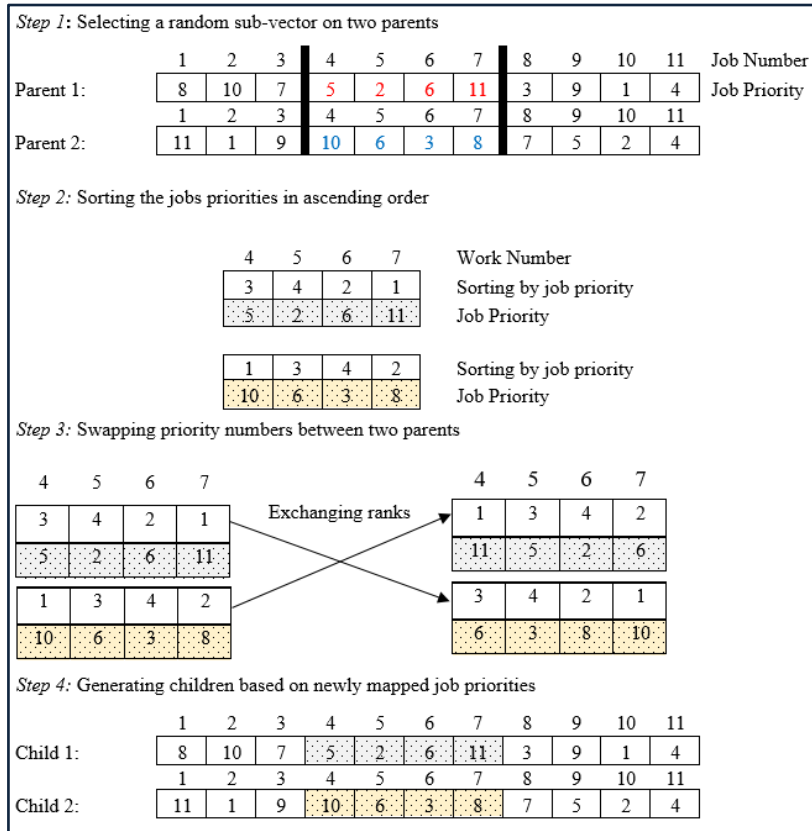 Step 1: Selecting a random sub-vector on two parents
1 2 3 4 5 6 7 8 9 10 11 Job Number
Parent 1: 8 10 7 5 2 6 11 3 9 1 4 Job Priority
1 2 3 4 5 6 7 8 9 10 11
Parent 2: 11 1 9 10 6 3 8 7 5 2 4
Step 2: Sorting the jobs priorities in ascending order
4 5 6 7 Work Number
3 4 2 1 Sorting by job priority
5 2 6 11 Job Priority
1 3 4 2 Sorting by job priority
10 6 3 8 Job Priority
Step 3: Swapping priority numbers between two parents
4 5 6 7 4 5 6 7
3 4 2 1 Exchanging ranks 1 3 4 2
5 2 6 11 11 5 2 6
1 3 4 2 3 4 2 1
10 6 3 8 6 3 8 10
Step 4: Generating children based on newly mapped job priorities
1 2 3 4 5 6 7 8 9 10 11
Child 1: 8 10 7 5 2 6 11 3 9 1 4
1 2 3 4 5 6 7 8 9 10 11
Child 2: 11 1 9 10 6 3 8 7 5 2 4